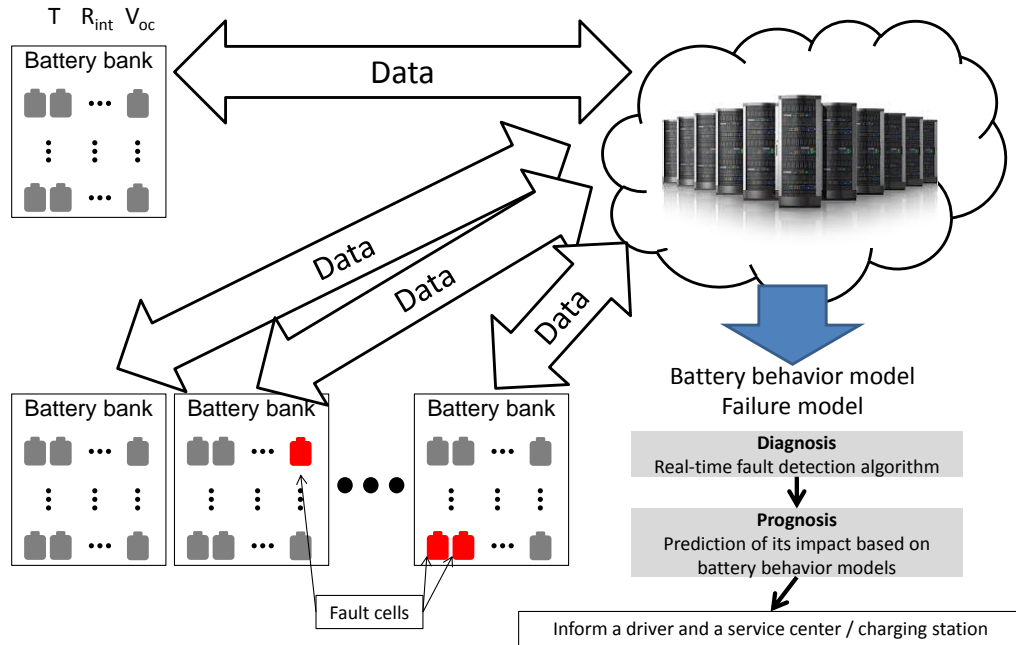 T R_int V_oc
Battery bank
Data
Data
Data
Data
Battery bank
Battery bank
Battery bank
Fault cells
Battery behavior model
Failure model
Diagnosis
Real-time fault detection algorithm
Prognosis
Prediction of its impact based on
battery behavior models
Inform a driver and a service center / charging station